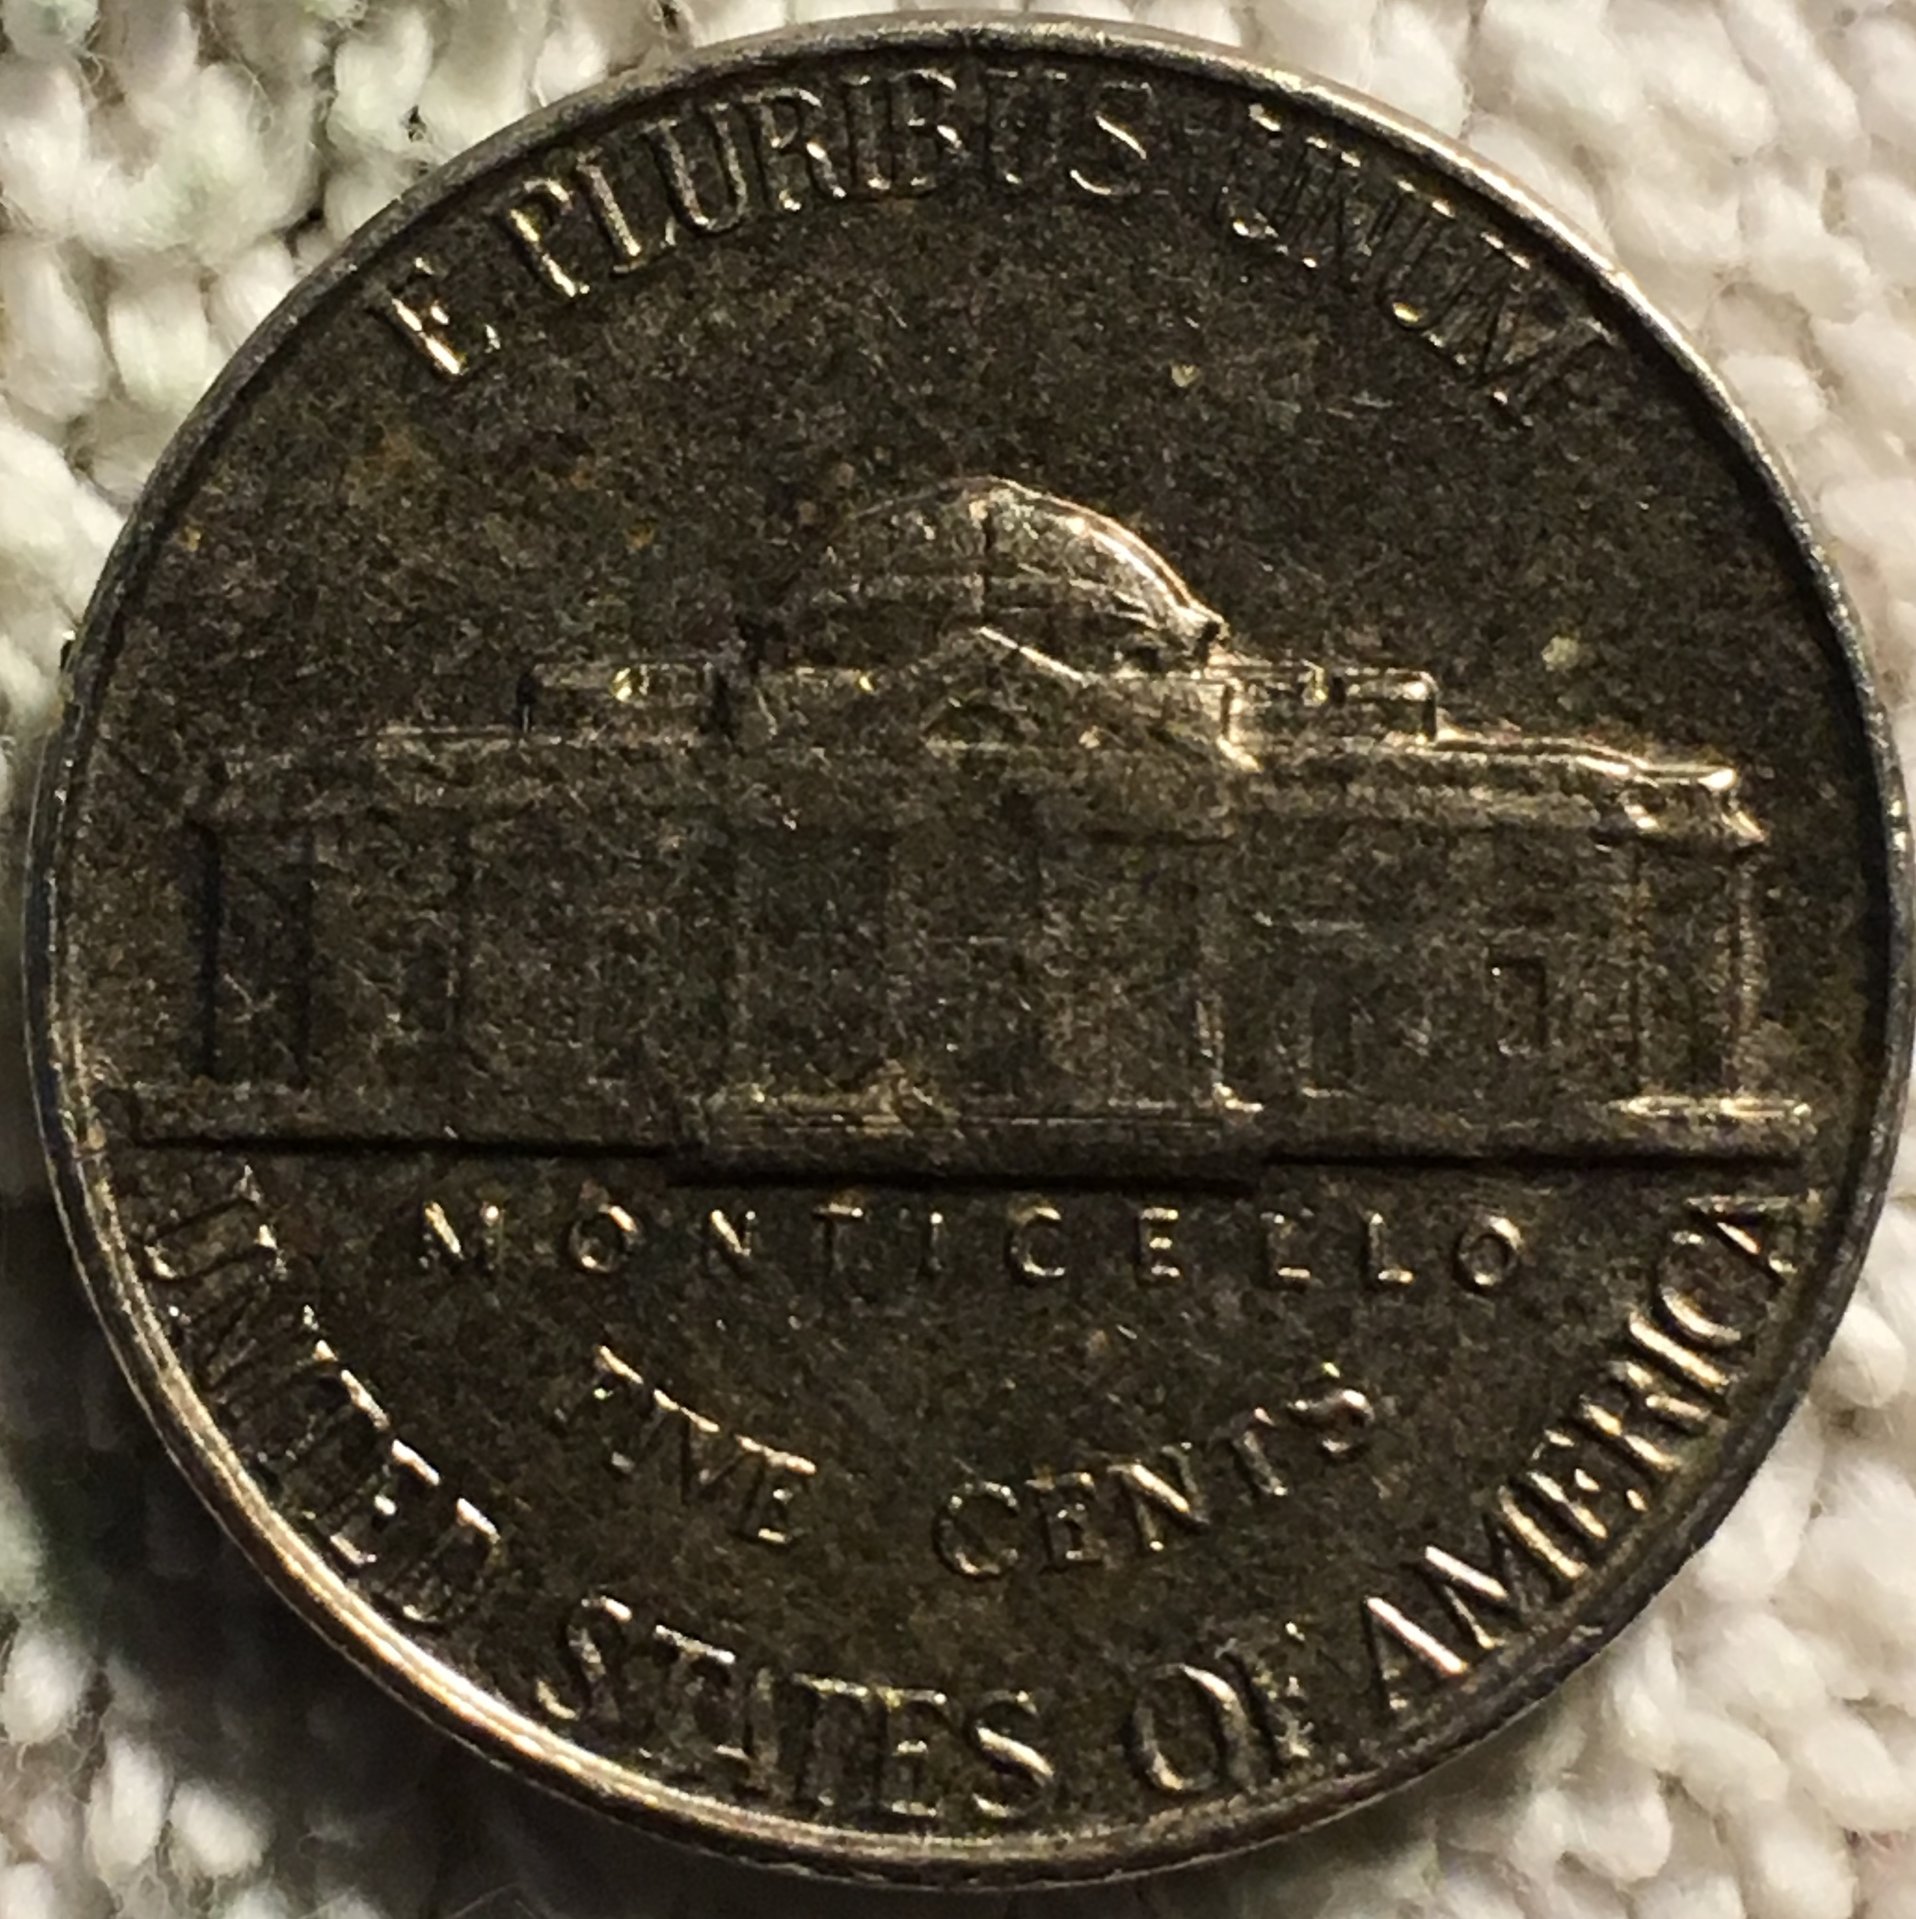 E PLURIBUS UNUM
MONTICELLO
FIVE CENTS
UNITED STATES OF AMERICA